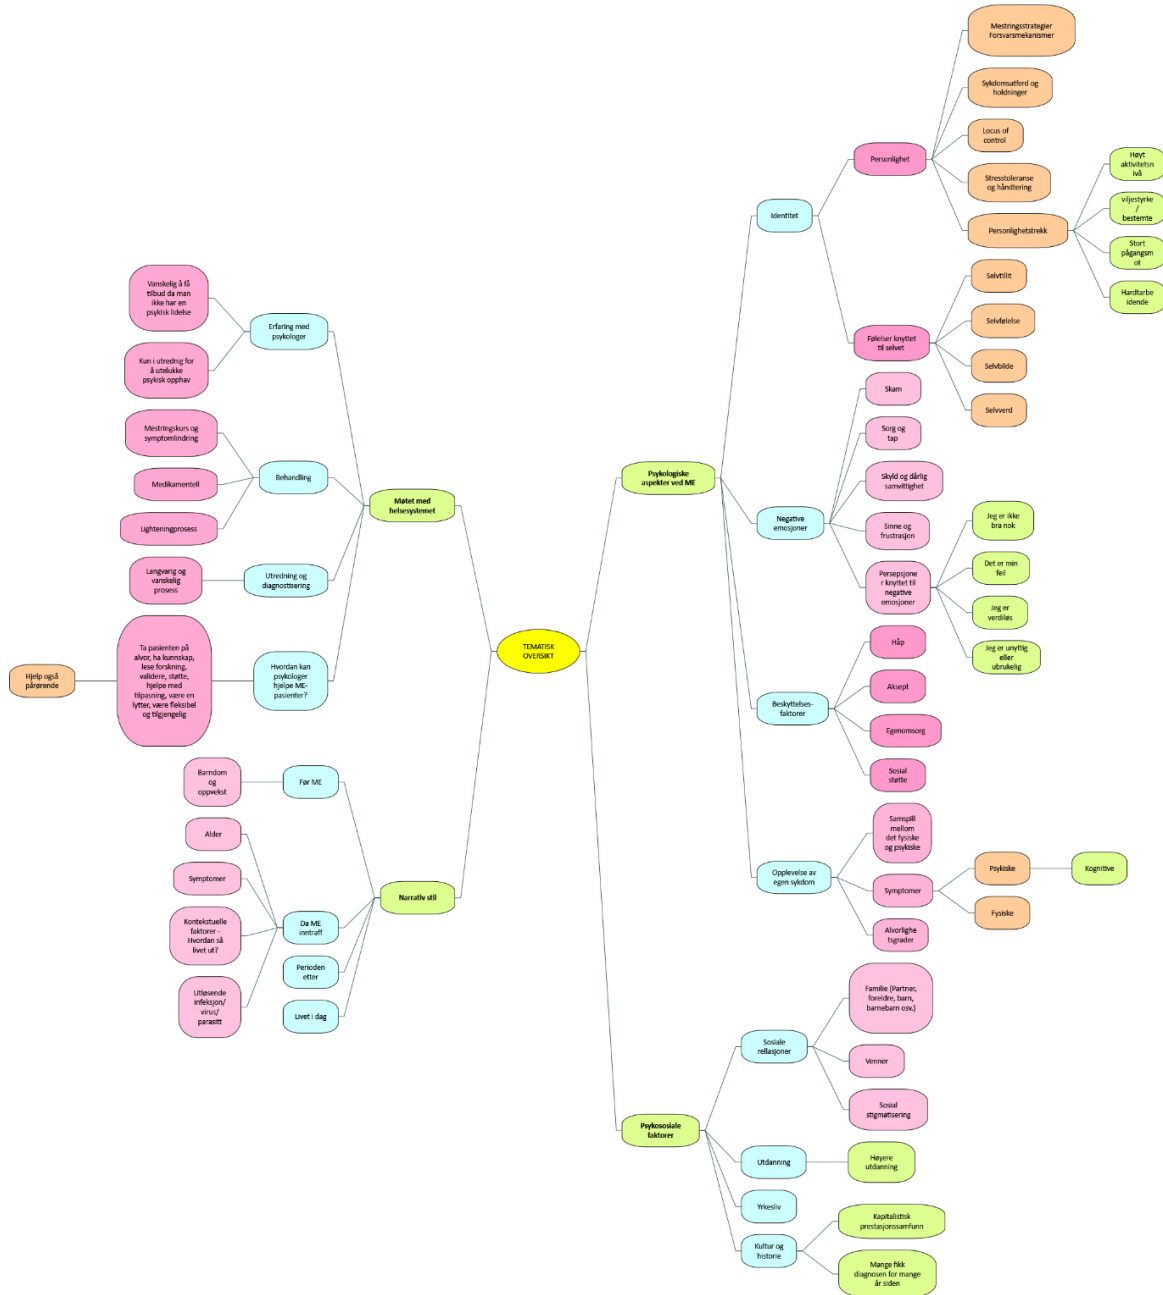 TEMATISK
OVERSIKT
Møtet med
helsesystemet
Erfaring med
psykologer
Vanskelig å få
tilbud da man
ikke har en
psykisk lidelse
Kun i utrednig for
å utelukke
psykisk opphav
Behandling
Mestringskurs og
symptomlindring
Medikamentell
Lighteningprosess
Utredning og
diagnostisering
Langvarig og
vanskelig
prosess
Hvordan kan
psykologer
hjelpe ME-
pasienter?
Ta pasienten på
alvor, ha kunnskap,
lese forskning,
validere, støtte,
hjelpe med
tilpasning, være en
lytter, være fleksibel
og tilgjengelig
Hjelp også
pårørende
Narrativ stil
Før ME
Barndom
og
oppvekst
Da ME
inntraff
Alder
Symptomer
Kontekstuelle
faktorer -
Hvordan så
livet ut?
Utløsende
infeksjon/
virus/
parasitt
Perioden
etter
Livet i dag
Psykologiske
aspekter ved ME
Identitet
Personlighet
Mestringsstrategier
Forsvarsmekanismer
Sykdomsatferd og
holdninger
Locus of
control
Stresstoleranse
og håndtering
Personlighetstrekk
Høyt
aktivitetsn
ivå
viljestyrke
/
bestemte
Stort
pågangsm
ot
Hardtarbe
idende
Følelser knyttet
til selvet
Selvtillit
Selvfølelse
Selvbilde
Selvverd
Negative
emosjoner
Skam
Sorg og
tap
Skyld og dårlig
samvittighet
Sinne og
frustrasjon
Persepsjone
r knyttet til
negative
emosjoner
Jeg er ikke
bra nok
Det er min
feil
Jeg er
verdiløs
Jeg er unyttig
eller
ubrukelig
Beskyttelses-
faktorer
Håp
Aksept
Egenomsorg
Sosial
støtte
Opplevelse av
egen sykdom
Samspill
mellom
det fysiske
og psykiske
Symptomer
Psykiske
Kognitive
Fysiske
Alvorlighe
tsgrader
Psykososiale
faktorer
Sosiale
rellasjoner
Familie (Partner,
foreldre, barn,
barnebarn osv.)
Venner
Sosial
stigmatisering
Utdanning
Høyere
utdanning
Yrkesliv
Kultur og
historie
Kapitalistisk
prestasjonssamfunn
Mange fikk
diagnosen for mange
år siden